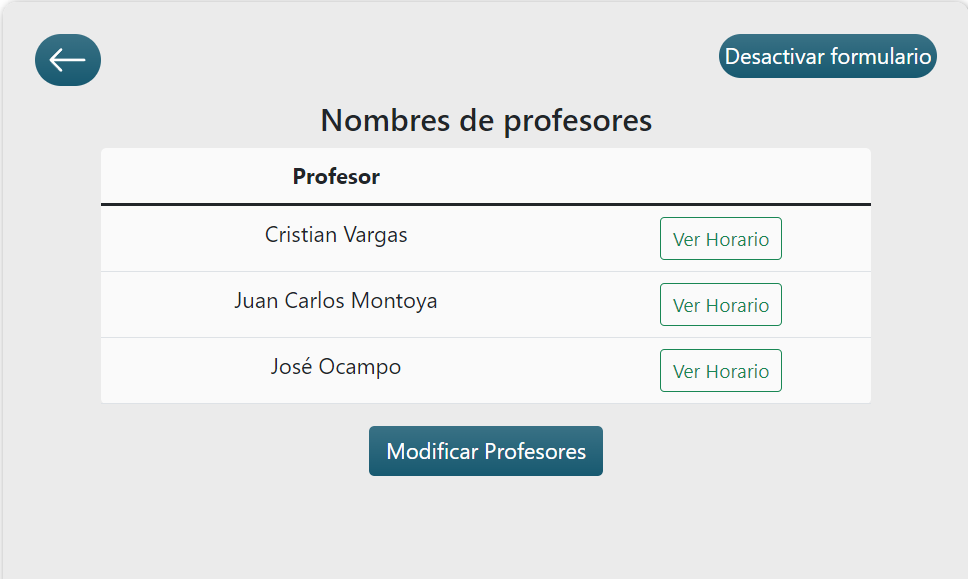 Desactivar formulario
Nombres de profesores
Profesor
Cristian Vargas Ver Horario
Juan Carlos Montoya Ver Horario
José Ocampo Ver Horario
Modificar Profesores